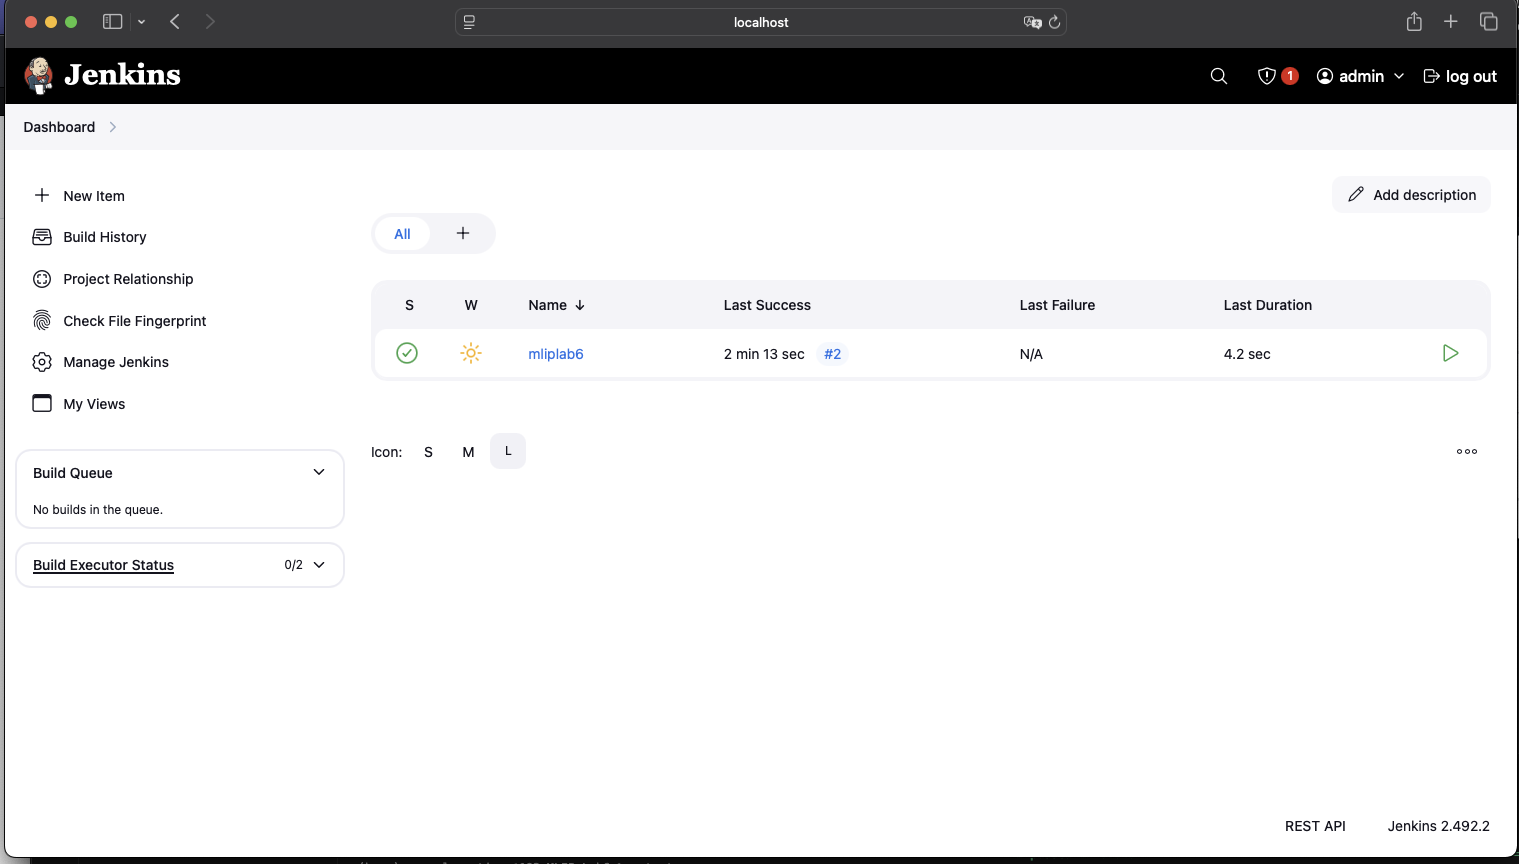 localhost
Jenkins
1
admin
log out
Dashboard
New Item
Build History
Project Relationship
Check File Fingerprint
Manage Jenkins
My Views
Build Queue
No builds in the queue.
Build Executor Status 0/2
Add description
All
S W Name ↓ Last Success Last Failure Last Duration
mliplab6 2 min 13 sec #2 N/A 4.2 sec
Icon: S M L
REST API Jenkins 2.492.2